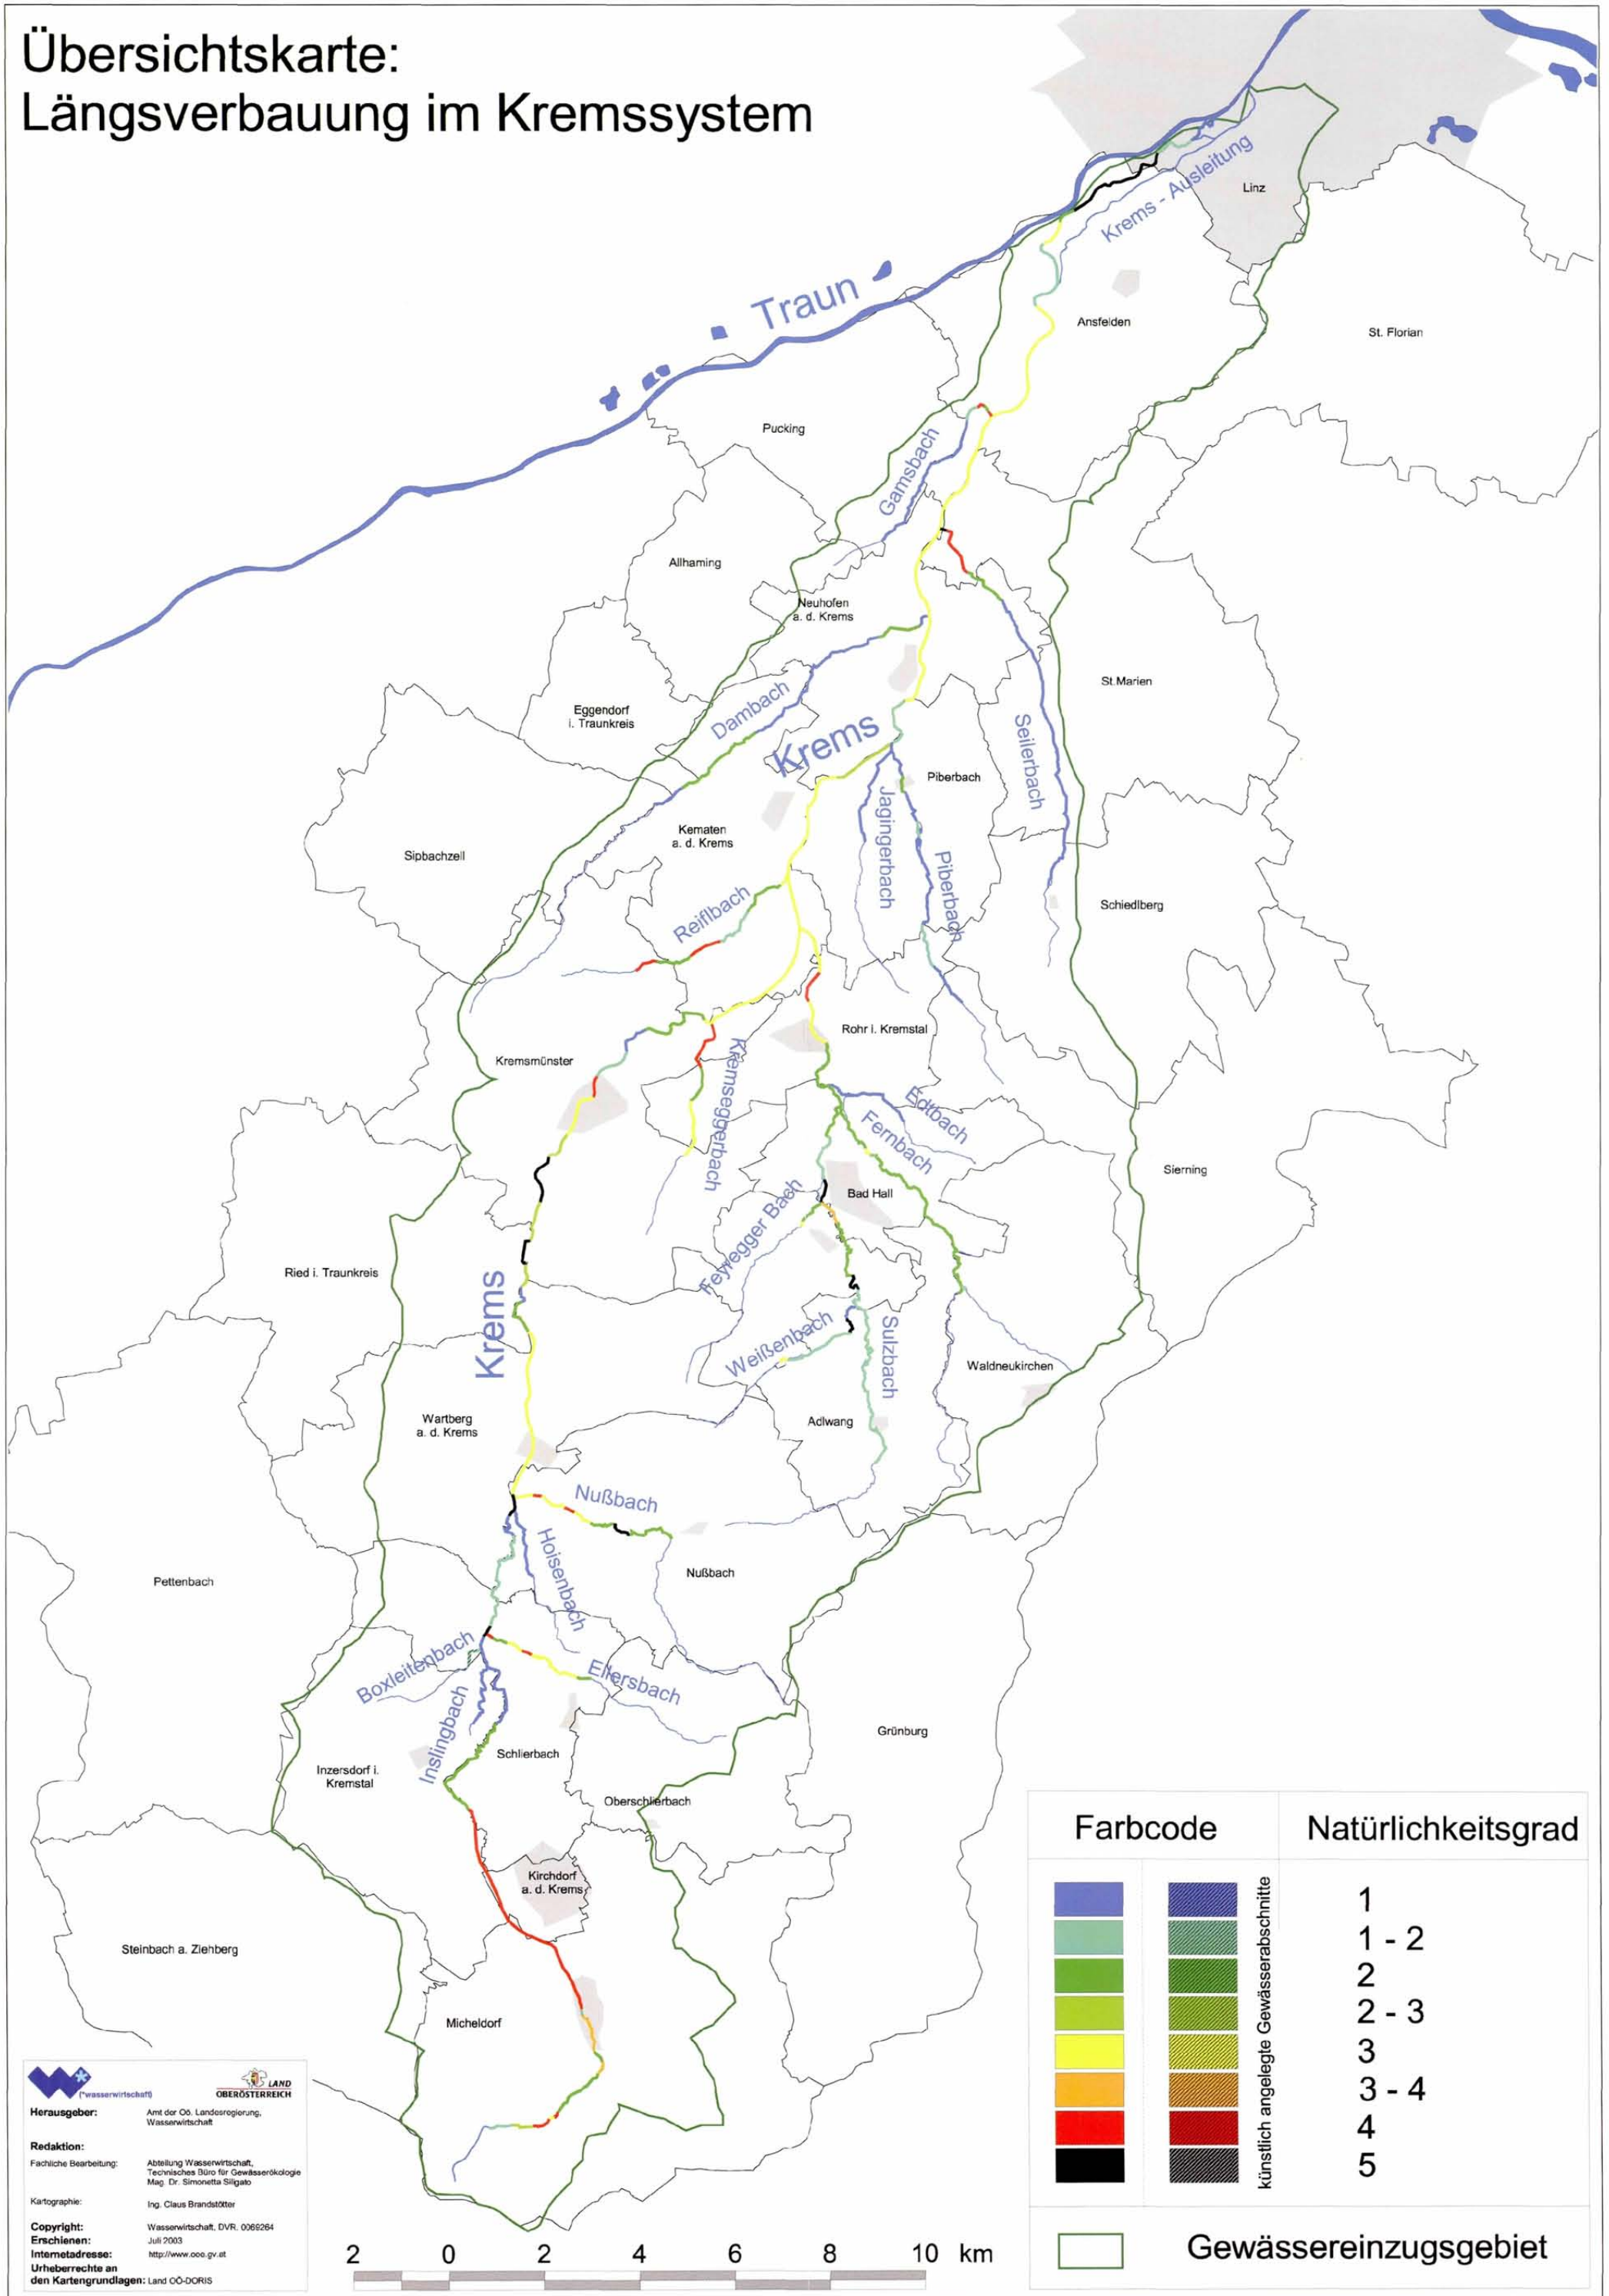 Übersichtskarte:
Längsverbauung im Kremssystem
Linz
Krems - Ausleitung
Traun
Ansfelden
St. Florian
Pucking
Gamsbach
Allhaming
Neuhofen
a. d. Krems
St.Marien
Eggendorf
i. Traunkreis
Dambach
Krems
Seilerbach
Piberbach
Jagingerbach
Kematen
a. d. Krems
Sipbachzell
Piberbach
Schiedlberg
Reiflbach
Rohr i. Kremstal
Kremsmünster
Kremseggerbach
Edtbach
Fernbach
Sierning
Bad Hall
Feyregger Bach
Ried i. Traunkreis
Krems
Weißenbach
Sulzbach
Waldneukirchen
Wartberg
a. d. Krems
Adlwang
Nußbach
Hoisenbach
Nußbach
Pettenbach
Boxleitenbach
Ellersbach
Inslingbach
Grünburg
Schlierbach
Inzersdorf i.
Kremstal
Oberschlierbach
Kirchdorf
a. d. Krems
Steinbach a. Ziehberg
Micheldorf
Farbcode
Natürlichkeitsgrad
künstlich angelegte Gewässerabschnitte
1
1 - 2
2
2 - 3
3
3 - 4
4
5
Gewässereinzugsgebiet
(*wasserwirtschaft)
LAND
OBERÖSTERREICH
Herausgeber: Amt der Oö. Landesregierung,
Wasserwirtschaft
Redaktion:
Fachliche Bearbeitung: Abteilung Wasserwirtschaft,
Technisches Büro für Gewässerökologie
Mag. Dr. Simonetta Siligato
Kartographie: Ing. Claus Brandstötter
Copyright: Wasserwirtschaft, DVR. 0069264
Erschienen: Juli 2003
Internetadresse: http://www.ooe.gv.at
Urheberrechte an
den Kartengrundlagen: Land OÖ-DORIS
2 0 2 4 6 8 10 km